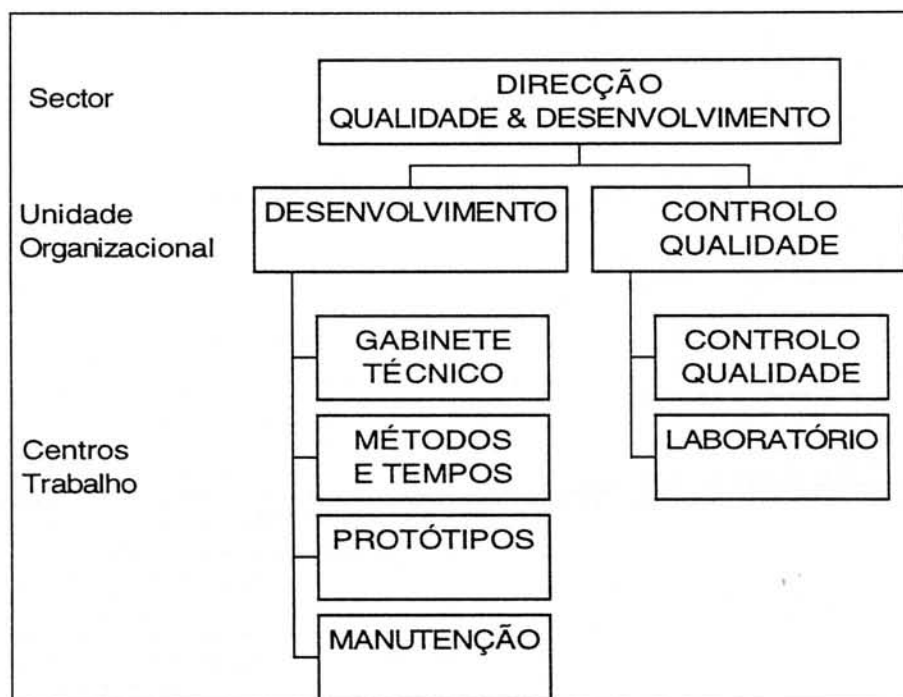 Sector
DIRECÇÃO
QUALIDADE & DESENVOLVIMENTO
Unidade
Organizacional
DESENVOLVIMENTO
CONTROLO
QUALIDADE
Centros
Trabalho
GABINETE
TÉCNICO
MÉTODOS
E TEMPOS
PROTÓTIPOS
MANUTENÇÃO
CONTROLO
QUALIDADE
LABORATÓRIO